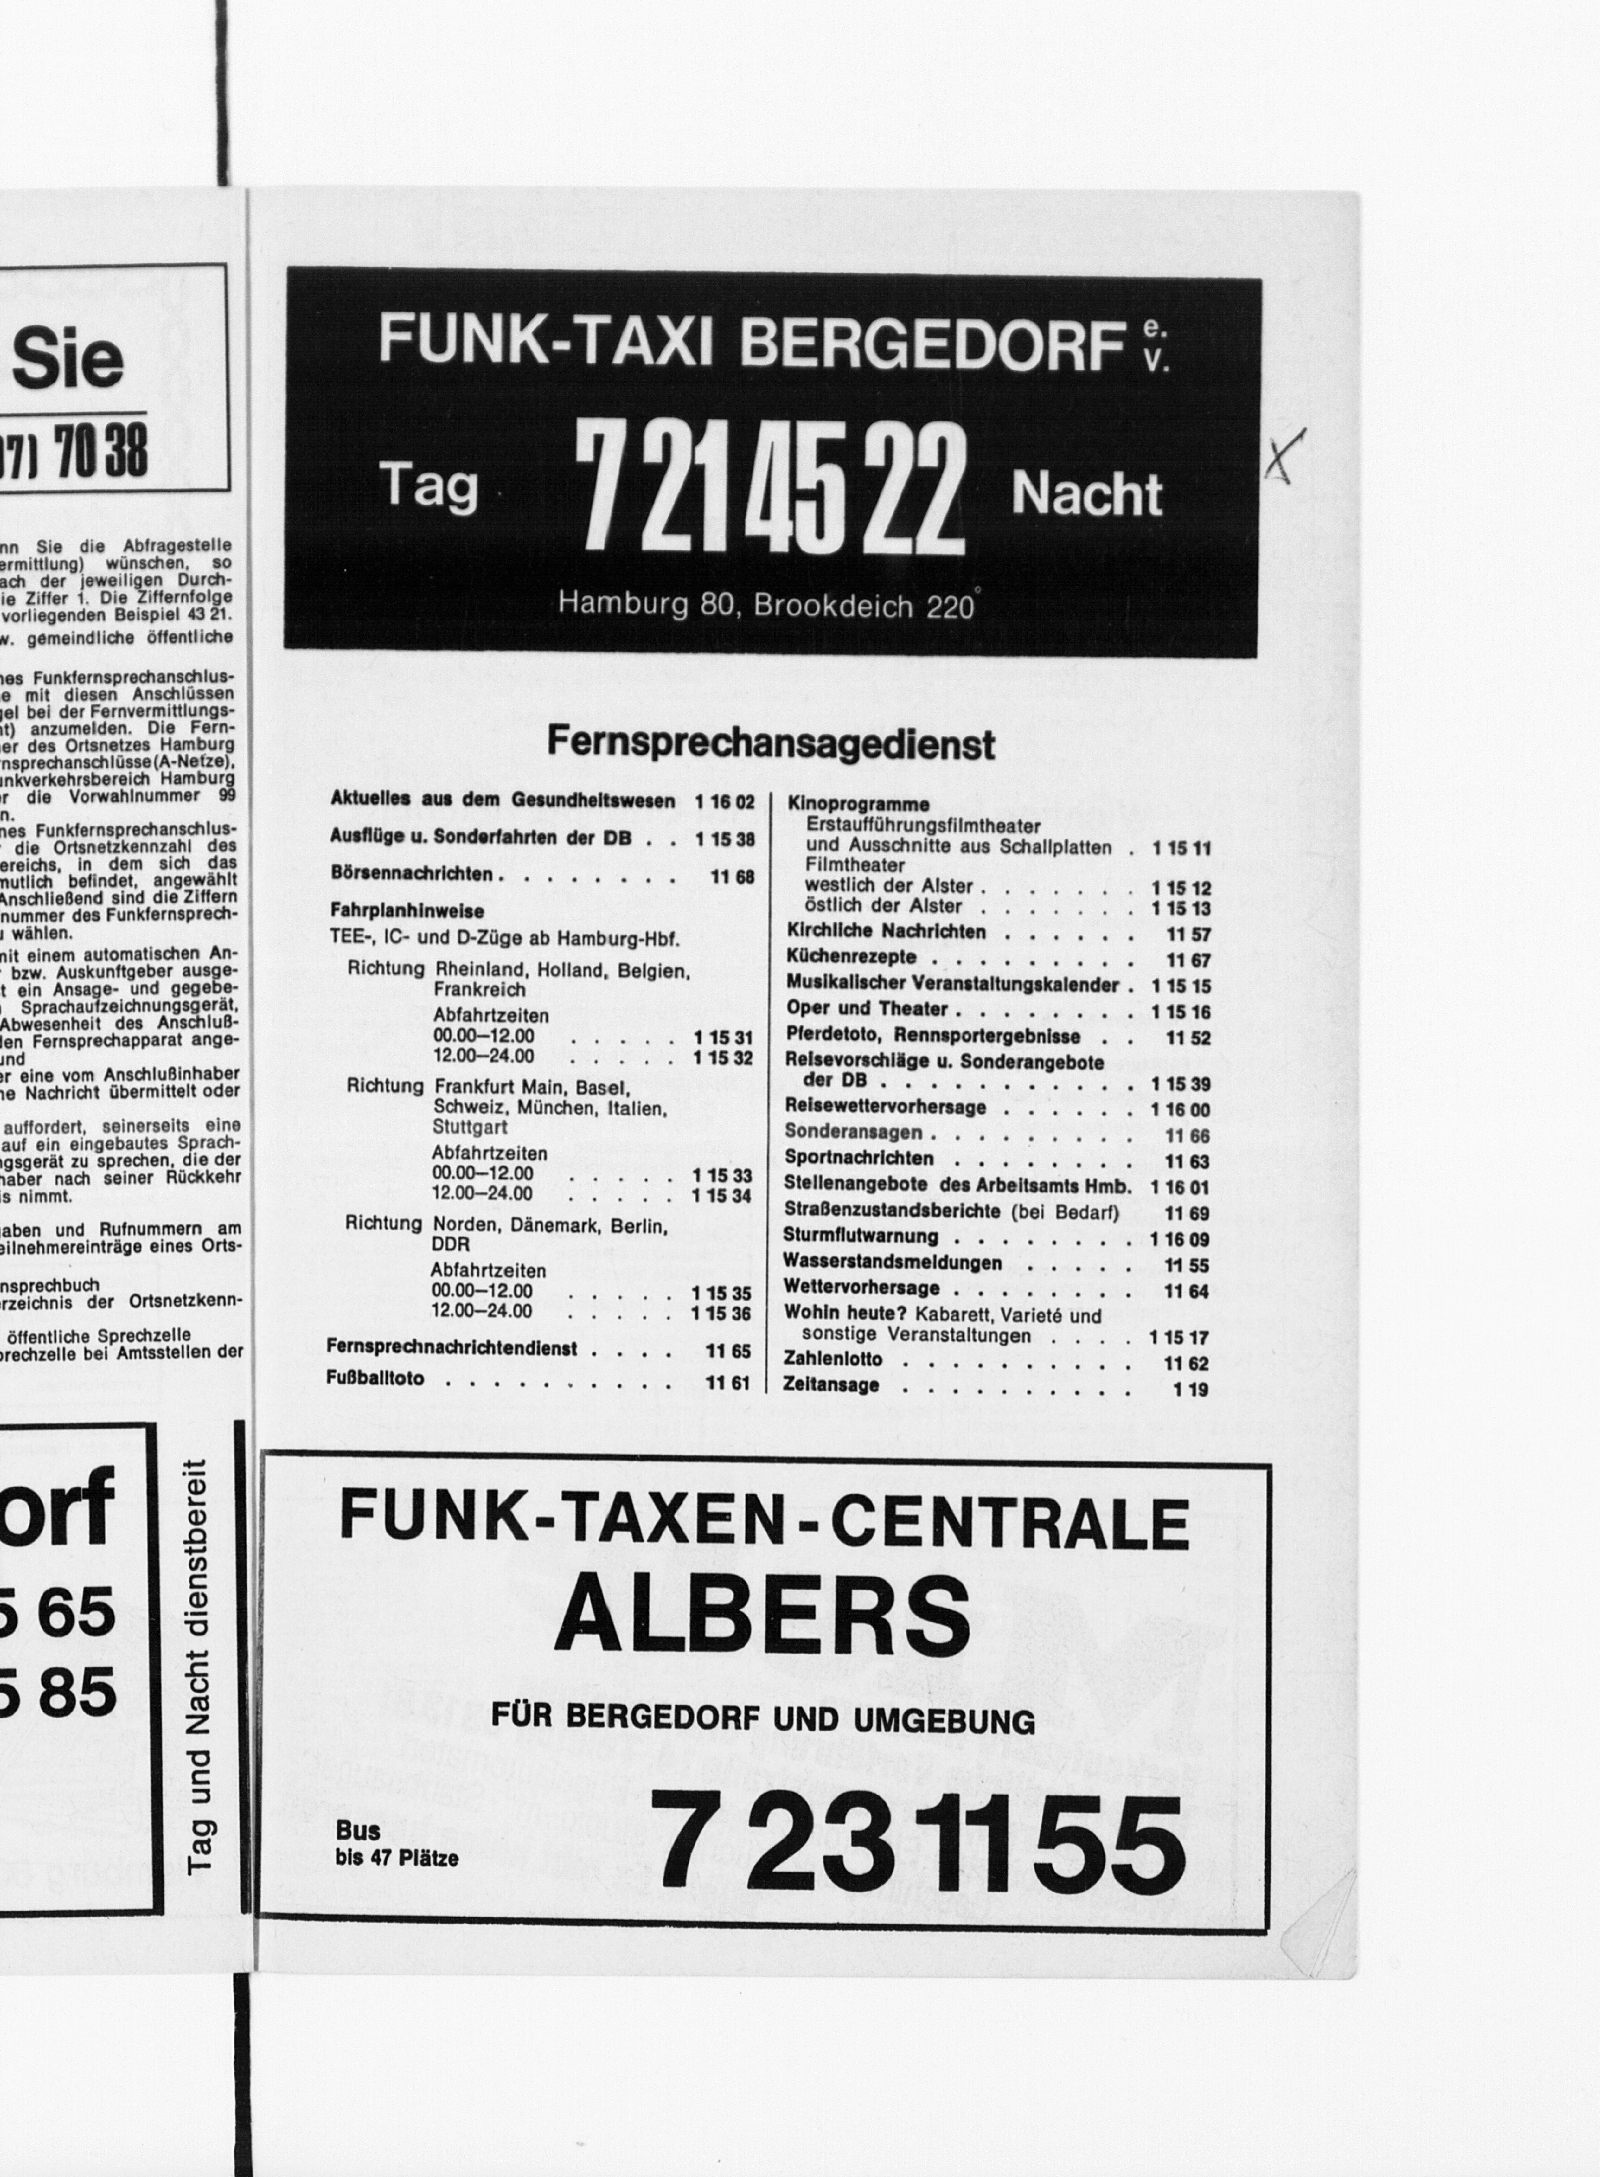 Sie
7038
nn Sie die Abfragestelle
ermittlung) wünschen, so
ach der jeweiligen Durch-
ie Ziffer 1. Die Ziffernfolge
vorliegenden Beispiel 43 21.
w. gemeindliche öffentliche
nes Funkfernsprechanschlus-
e mit diesen Anschlüssen
gel bei der Fernvermittlungs-
nt) anzumelden. Die Fern-
er des Ortsnetzes Hamburg
nsprechanschlüsse (A-Netze),
unkverkehrsbereich Hamburg
r die Vorwahlnummer 99
n.
nes Funkfernsprechanschlus-
die Ortsnetzkennzahl des
ereichs, in dem sich das
mutlich befindet, angewählt
Anschließend sind die Ziffern
nummer des Funkfernsprech-
u wählen.
mit einem automatischen An-
bzw. Auskunftgeber ausge-
t ein Ansage- und gegebe-
Sprachaufzeichnungsgerät,
Abwesenheit des Anschluß-
den Fernsprechapparat ange-
und
er eine vom Anschlußinhaber
ne Nachricht übermittelt oder
auffordert, seinerseits eine
auf ein eingebautes Sprach-
ngsgerät zu sprechen, die der
haber nach seiner Rückkehr
is nimmt.
gaben und Rufnummern am
eilnehmereinträge eines Orts-
nsprechbuch
erzeichnis der Ortsnetzkenn-
öffentliche Sprechzelle
prechzelle bei Amtsstellen der
orf
5 65
5 85
Tag und Nacht dienstbereit
FUNK-TAXI BERGEDORF e. V.
Tag 7 21 45 22 Nacht
Hamburg 80, Brookdeich 220
Fernsprechansagedienst
Aktuelles aus dem Gesundheitswesen 1 16 02
Ausflüge u. Sonderfahrten der DB . . 1 15 38
Börsennachrichten . . . . . . . . 11 68
Fahrplanhinweise
TEE-, IC- und D-Züge ab Hamburg-Hbf.
Richtung Rheinland, Holland, Belgien,
Frankreich
Abfahrtzeiten
00.00—12.00 . . . . . 1 15 31
12.00—24.00 . . . . . 1 15 32
Richtung Frankfurt Main, Basel,
Schweiz, München, Italien,
Stuttgart
Abfahrtzeiten
00.00—12.00 . . . . . 1 15 33
12.00—24.00 . . . . . 1 15 34
Richtung Norden, Dänemark, Berlin,
DDR
Abfahrtzeiten
00.00—12.00 . . . . . 1 15 35
12.00—24.00 . . . . . 1 15 36
Fernsprechnachrichtendienst . . . . 11 65
Fußballtoto . . . . . . . . . . 11 61
Kinoprogramme
Erstaufführungsfilmtheater
und Ausschnitte aus Schallplatten . 1 15 11
Filmtheater
westlich der Alster . . . . . . . 1 15 12
östlich der Alster . . . . . . . 1 15 13
Kirchliche Nachrichten . . . . . . 11 57
Küchenrezepte . . . . . . . . . 11 67
Musikalischer Veranstaltungskalender . 1 15 15
Oper und Theater . . . . . . . . 1 15 16
Pferdetoto, Rennsportergebnisse . . 11 52
Reisevorschläge u. Sonderangebote
der DB . . . . . . . . . . . . 1 15 39
Reisewettervorhersage . . . . . . 1 16 00
Sonderansagen . . . . . . . . . 11 66
Sportnachrichten . . . . . . . . 11 63
Stellenangebote des Arbeitsamts Hmb. 1 16 01
Straßenzustandsberichte (bei Bedarf) 11 69
Sturmflutwarnung . . . . . . . . 1 16 09
Wasserstandsmeldungen . . . . . 11 55
Wettervorhersage . . . . . . . . 11 64
Wohin heute? Kabarett, Varieté und
sonstige Veranstaltungen . . . . 1 15 17
Zahlenlotto . . . . . . . . . . 11 62
Zeitansage . . . . . . . . . . 1 19
FUNK-TAXEN-CENTRALE
ALBERS
FÜR BERGEDORF UND UMGEBUNG
Bus
bis 47 Plätze
7 23 11 55